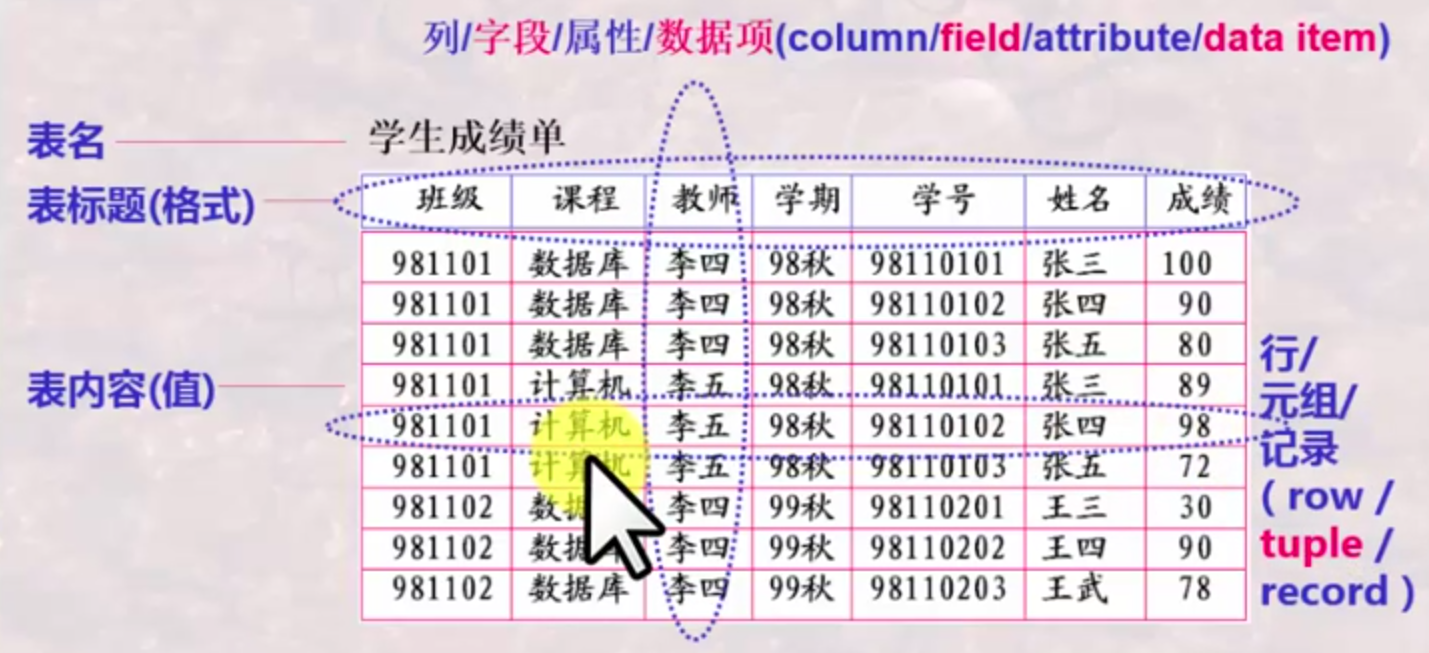 列/字段/属性/数据项(column/field/attribute/data item)
表名
学生成绩单
表标题(格式)
班级 课程 教师 学期 学号 姓名 成绩
981101 数据库 李四 98秋 98110101 张三 100
981101 数据库 李四 98秋 98110102 张四 90
981101 数据库 李四 98秋 98110103 张五 80
表内容(值)
981101 计算机 李五 98秋 98110101 张三 89
981101 计算机 李五 98秋 98110102 张四 98
981101 计算机 李五 98秋 98110103 张五 72
981102 数据 李四 99秋 98110201 王三 30
981102 数据库 李四 99秋 98110202 王四 90
981102 数据库 李四 99秋 98110203 王武 78
行/
元组/
记录
( row /
tuple /
record )